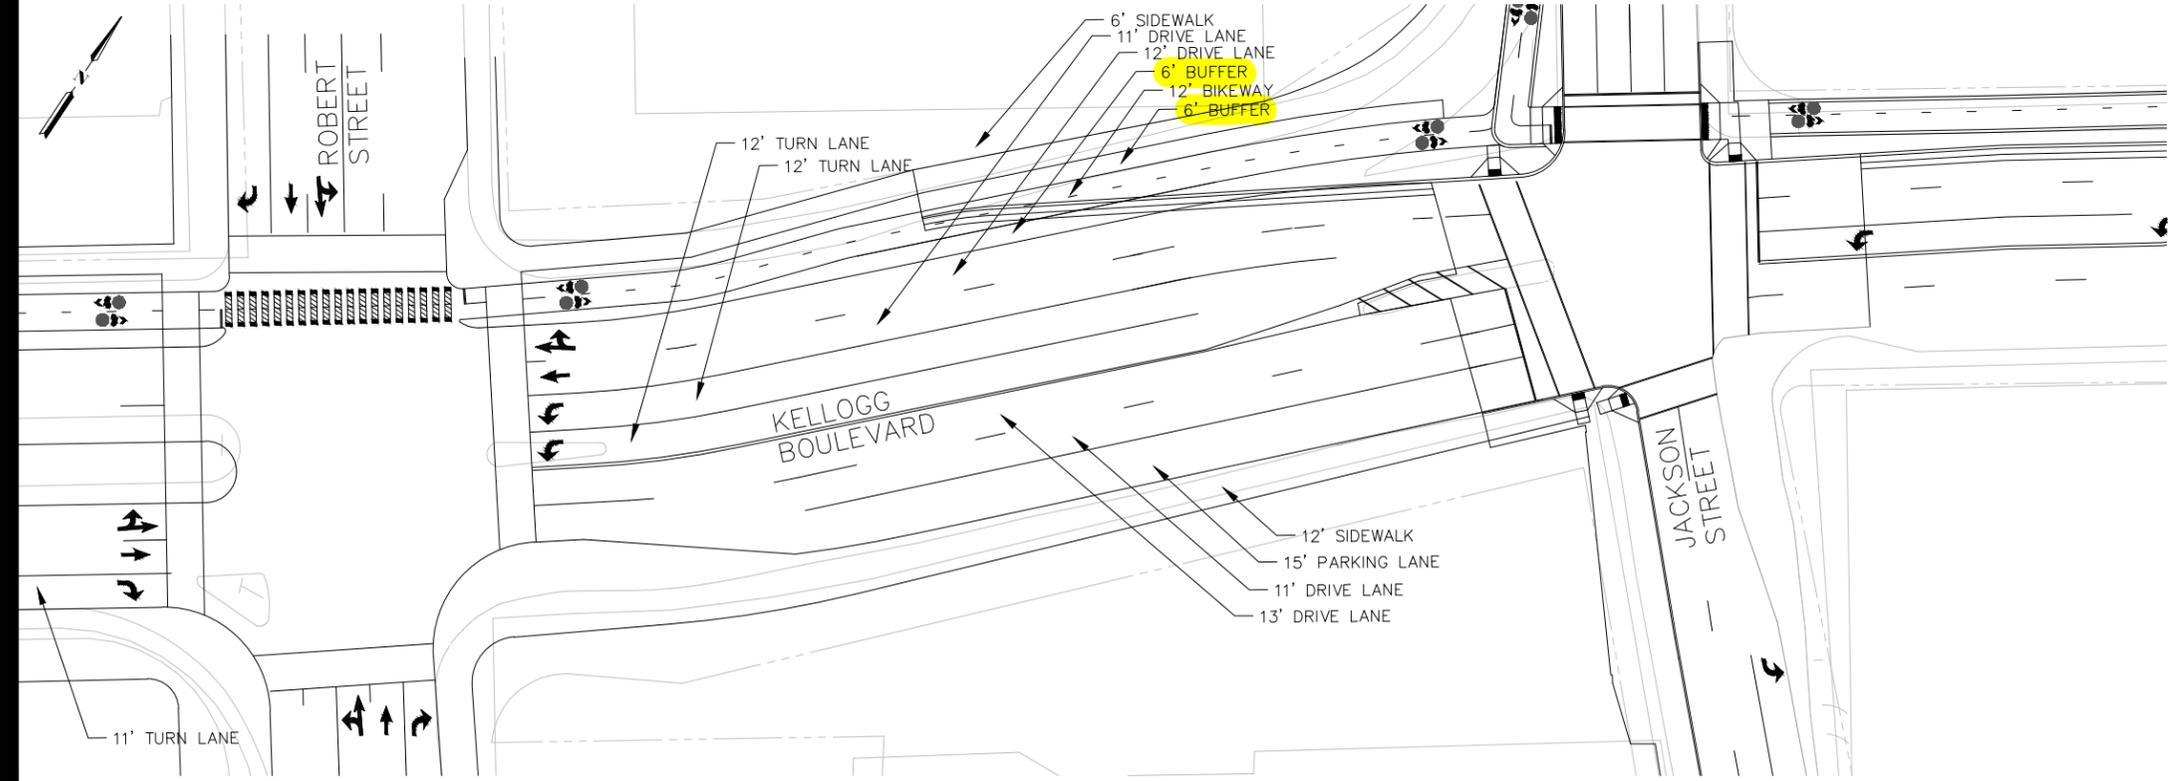 6' SIDEWALK
11' DRIVE LANE
12' DRIVE LANE
6' BUFFER
12' BIKEWAY
6' BUFFER
ROBERT
STREET
12' TURN LANE
12' TURN LANE
N
KELLOGG
BOULEVARD
JACKSON
STREET
12' SIDEWALK
15' PARKING LANE
11' DRIVE LANE
13' DRIVE LANE
11' TURN LANE